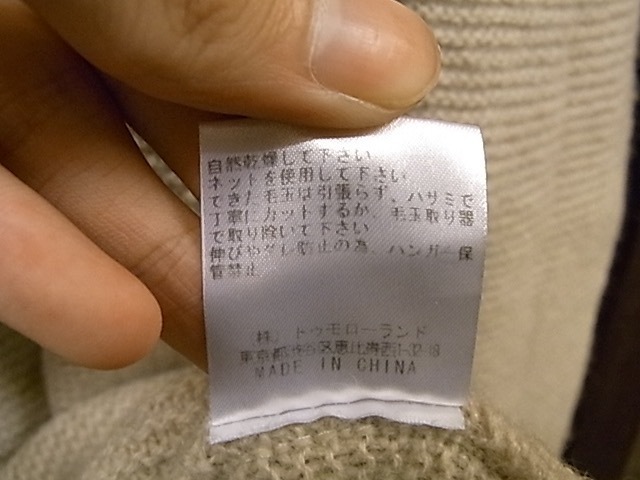 自然乾燥して下さい
ネットを使用して下さい
できた毛玉は引張らず、ハサミで
丁寧にカットするか、毛玉取り器
で取り除いて下さい
伸びやズレ防止の為、ハンガー保
管禁止
株。トゥモローランド
東京都渋谷区恵比寿西1-32-18
MADE IN CHINA